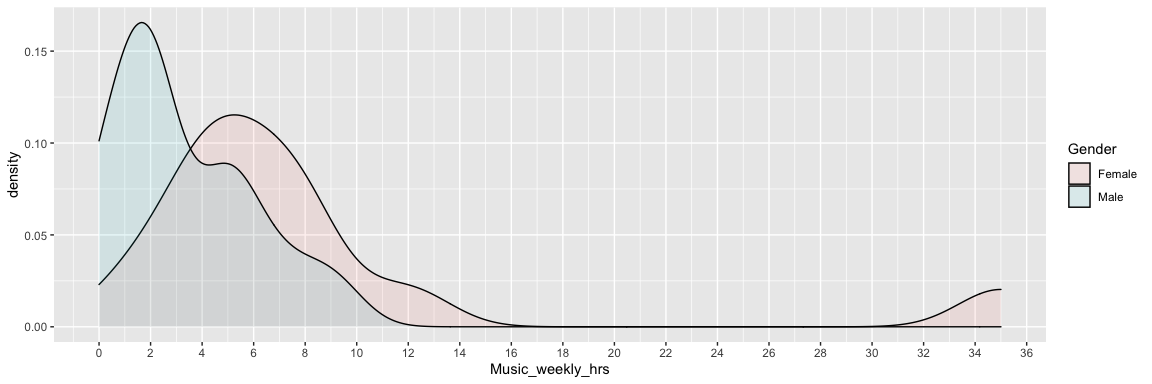 0.15
0.10
0.05
0.00
density
0 2 4 6 8 10 12 14 16 18 20 22 24 26 28 30 32 34 36
Music_weekly_hrs
Gender
Female
Male